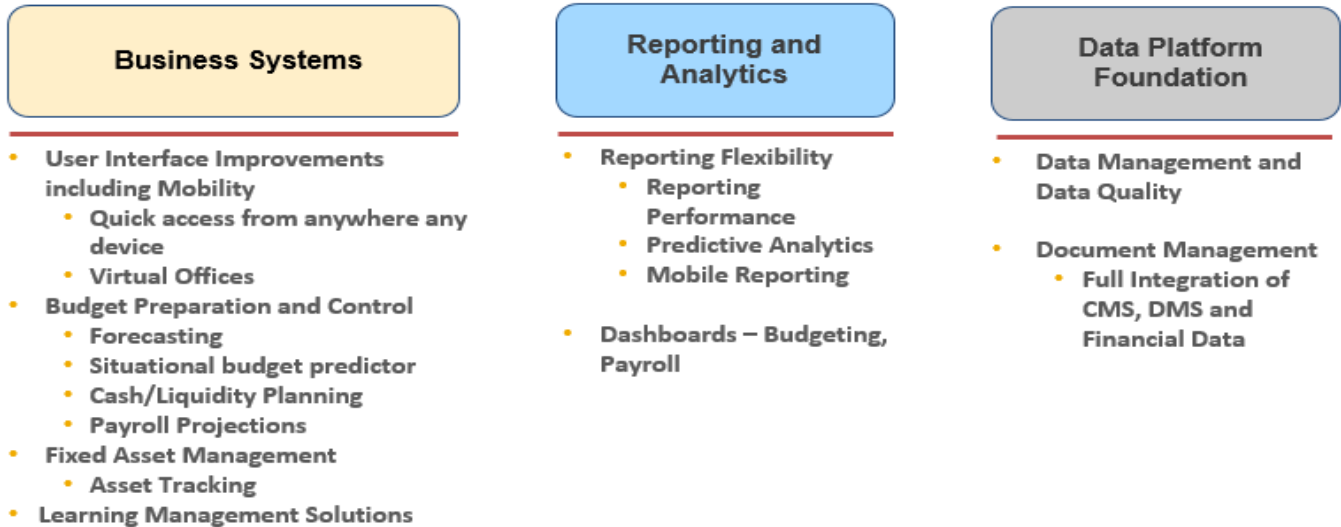 Business Systems
• User Interface Improvements
including Mobility
• Quick access from anywhere any
device
• Virtual Offices
• Budget Preparation and Control
• Forecasting
• Situational budget predictor
• Cash/Liquidity Planning
• Payroll Projections
• Fixed Asset Management
• Asset Tracking
• Learning Management Solutions
Reporting and
Analytics
• Reporting Flexibility
• Reporting
Performance
• Predictive Analytics
• Mobile Reporting
• Dashboards – Budgeting,
Payroll
Data Platform
Foundation
• Data Management and
Data Quality
• Document Management
• Full Integration of
CMS, DMS and
Financial Data